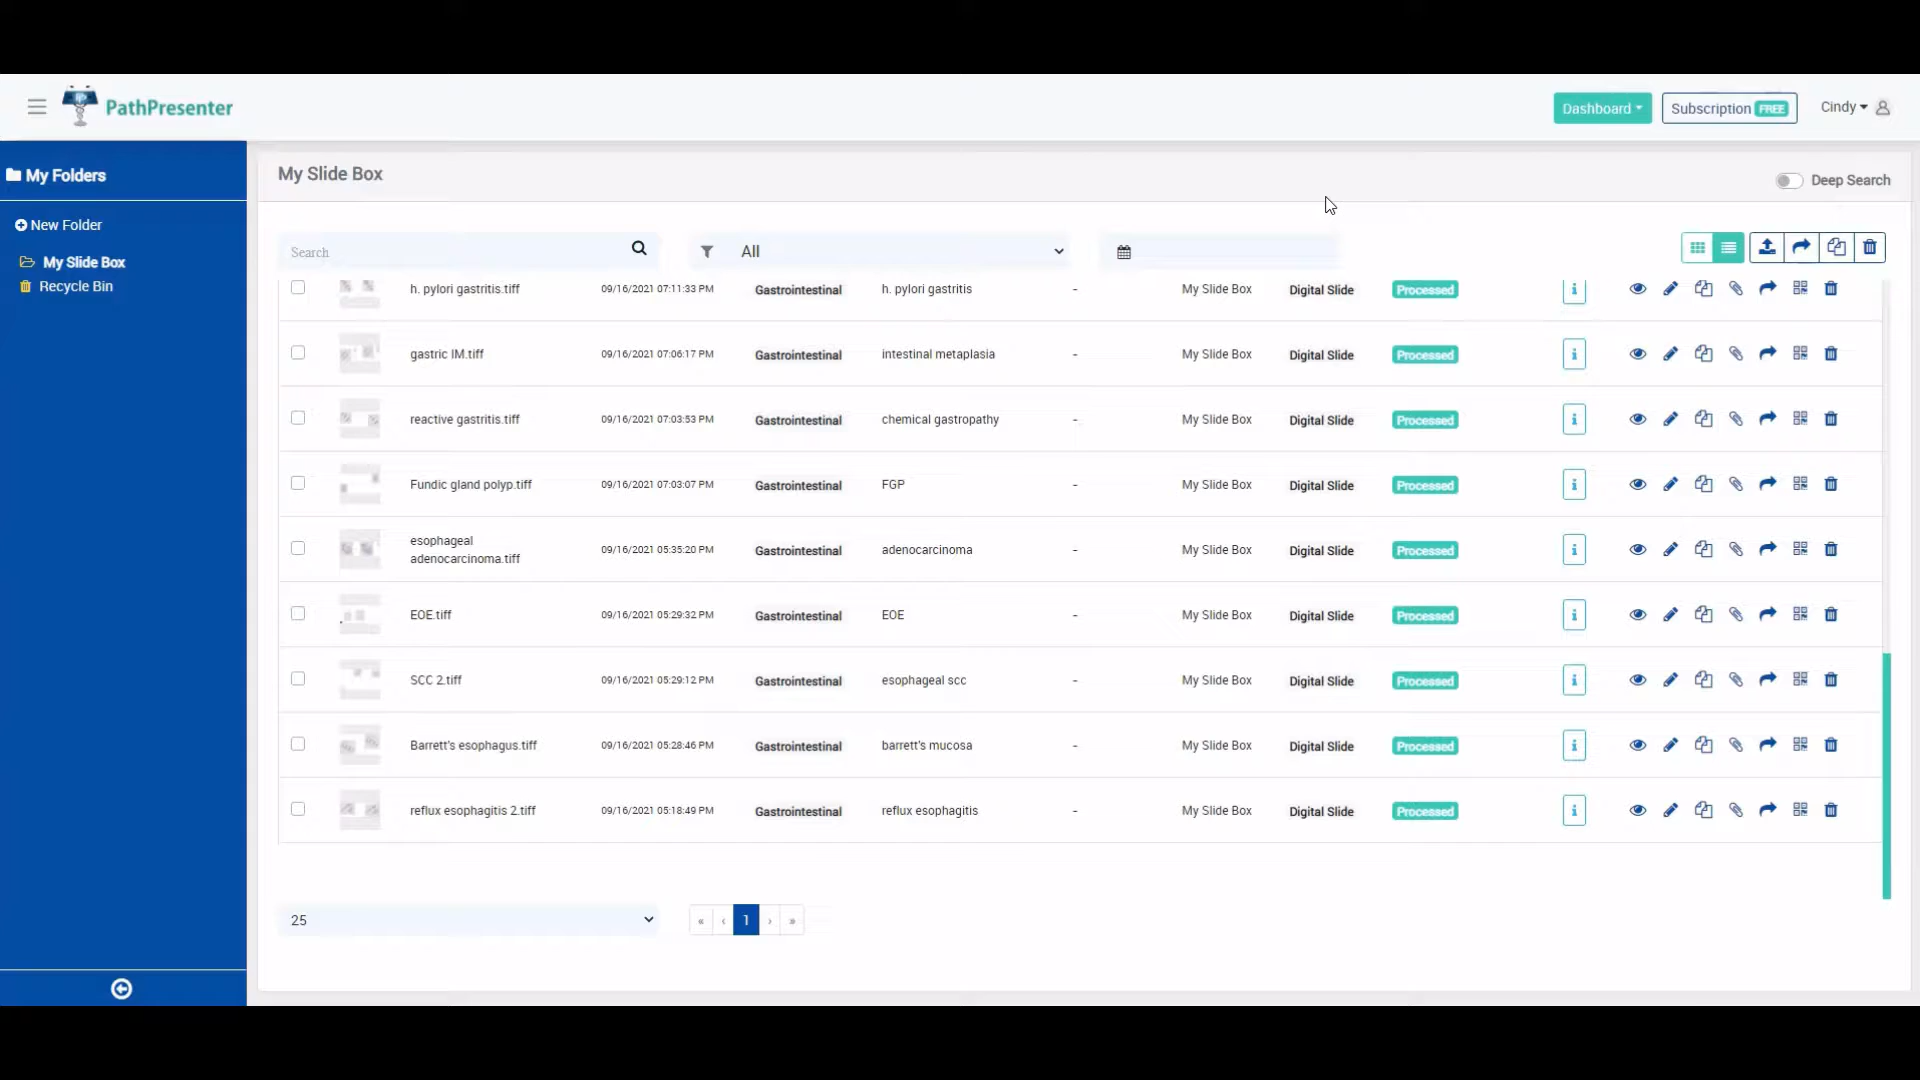 PathPresenter
Dashboard
Subscription FREE
Cindy
My Folders
New Folder
My Slide Box
Recycle Bin
My Slide Box
Deep Search
Search
All
h. pylori gastritis.tiff 09/16/2021 07:11:33 PM Gastrointestinal h. pylori gastritis - My Slide Box Digital Slide Processed i
gastric IM.tiff 09/16/2021 07:06:17 PM Gastrointestinal intestinal metaplasia - My Slide Box Digital Slide Processed i
reactive gastritis.tiff 09/16/2021 07:03:53 PM Gastrointestinal chemical gastropathy - My Slide Box Digital Slide Processed i
Fundic gland polyp.tiff 09/16/2021 07:03:07 PM Gastrointestinal FGP - My Slide Box Digital Slide Processed i
esophageal
adenocarcinoma.tiff 09/16/2021 05:35:20 PM Gastrointestinal adenocarcinoma - My Slide Box Digital Slide Processed i
EOE.tiff 09/16/2021 05:29:32 PM Gastrointestinal EOE - My Slide Box Digital Slide Processed i
SCC 2.tiff 09/16/2021 05:29:12 PM Gastrointestinal esophageal scc - My Slide Box Digital Slide Processed i
Barrett's esophagus.tiff 09/16/2021 05:28:46 PM Gastrointestinal barrett's mucosa - My Slide Box Digital Slide Processed i
reflux esophagitis 2.tiff 09/16/2021 05:18:49 PM Gastrointestinal reflux esophagitis - My Slide Box Digital Slide Processed i
25
« ‹ 1 › »